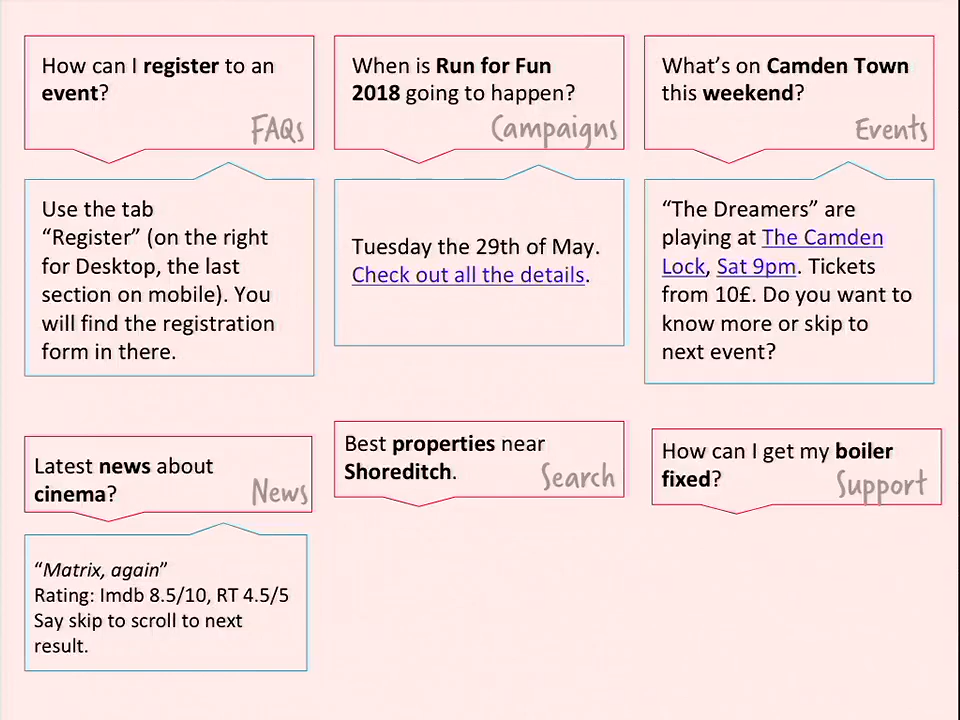 How can I register to an
event?
FAQs
When is Run for Fun
2018 going to happen?
Campaigns
What's on Camden Town
this weekend?
Events
Use the tab
“Register” (on the right
for Desktop, the last
section on mobile). You
will find the registration
form in there.
Tuesday the 29th of May.
Check out all the details.
“The Dreamers” are
playing at The Camden
Lock, Sat 9pm. Tickets
from 10£. Do you want to
know more or skip to
next event?
Latest news about
cinema?
News
Best properties near
Shoreditch.
Search
How can I get my boiler
fixed?
Support
“Matrix, again”
Rating: Imdb 8.5/10, RT 4.5/5
Say skip to scroll to next
result.